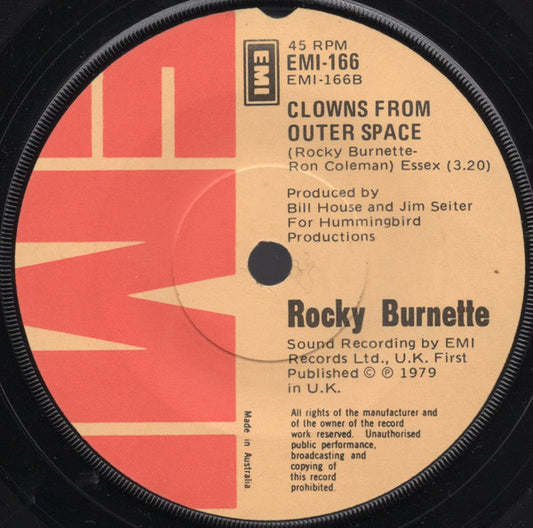 EMI
45 RPM
EMI-166
EMI-166B
CLOWNS FROM
OUTER SPACE
(Rocky Burnette-
Ron Coleman) Essex (3.20)
Produced by
Bill House and Jim Seiter
For Hummingbird
Productions
Rocky Burnette
Sound Recording by EMI
Records Ltd., U.K. First
Published © ℗ 1979
in U.K.
All rights of the manufacturer and
of the owner of the record
work reserved. Unauthorised
public performance,
broadcasting and
copying of
this record
prohibited.
Made in Australia
EMI